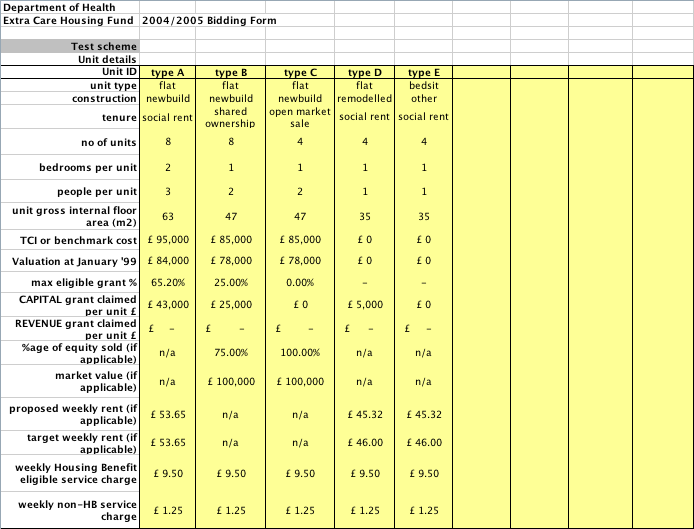 Department of Health
Extra Care Housing Fund 2004/2005 Bidding Form
Test scheme
Unit details
Unit ID type A type B type C type D type E
unit type flat flat flat flat bedsit
construction newbuild newbuild newbuild remodelled other
tenure social rent shared ownership open market sale social rent social rent
no of units 8 8 4 4 4
bedrooms per unit 2 1 1 1 1
people per unit 3 2 2 1 1
unit gross internal floor area (m2) 63 47 47 35 35
TCI or benchmark cost £ 95,000 £ 85,000 £ 85,000 £ 0 £ 0
Valuation at January '99 £ 84,000 £ 78,000 £ 78,000 £ 0 £ 0
max eligible grant % 65.20% 25.00% 0.00% – –
CAPITAL grant claimed per unit £ £ 43,000 £ 25,000 £ 0 £ 5,000 £ 0
REVENUE grant claimed per unit £ £ – £ – £ – £ – £ –
%age of equity sold (if applicable) n/a 75.00% 100.00% n/a n/a
market value (if applicable) n/a £ 100,000 £ 100,000 n/a n/a
proposed weekly rent (if applicable) £ 53.65 n/a n/a £ 45.32 £ 45.32
target weekly rent (if applicable) £ 53.65 n/a n/a £ 46.00 £ 46.00
weekly Housing Benefit eligible service charge £ 9.50 £ 9.50 £ 9.50 £ 9.50 £ 9.50
weekly non-HB service charge £ 1.25 £ 1.25 £ 1.25 £ 1.25 £ 1.25